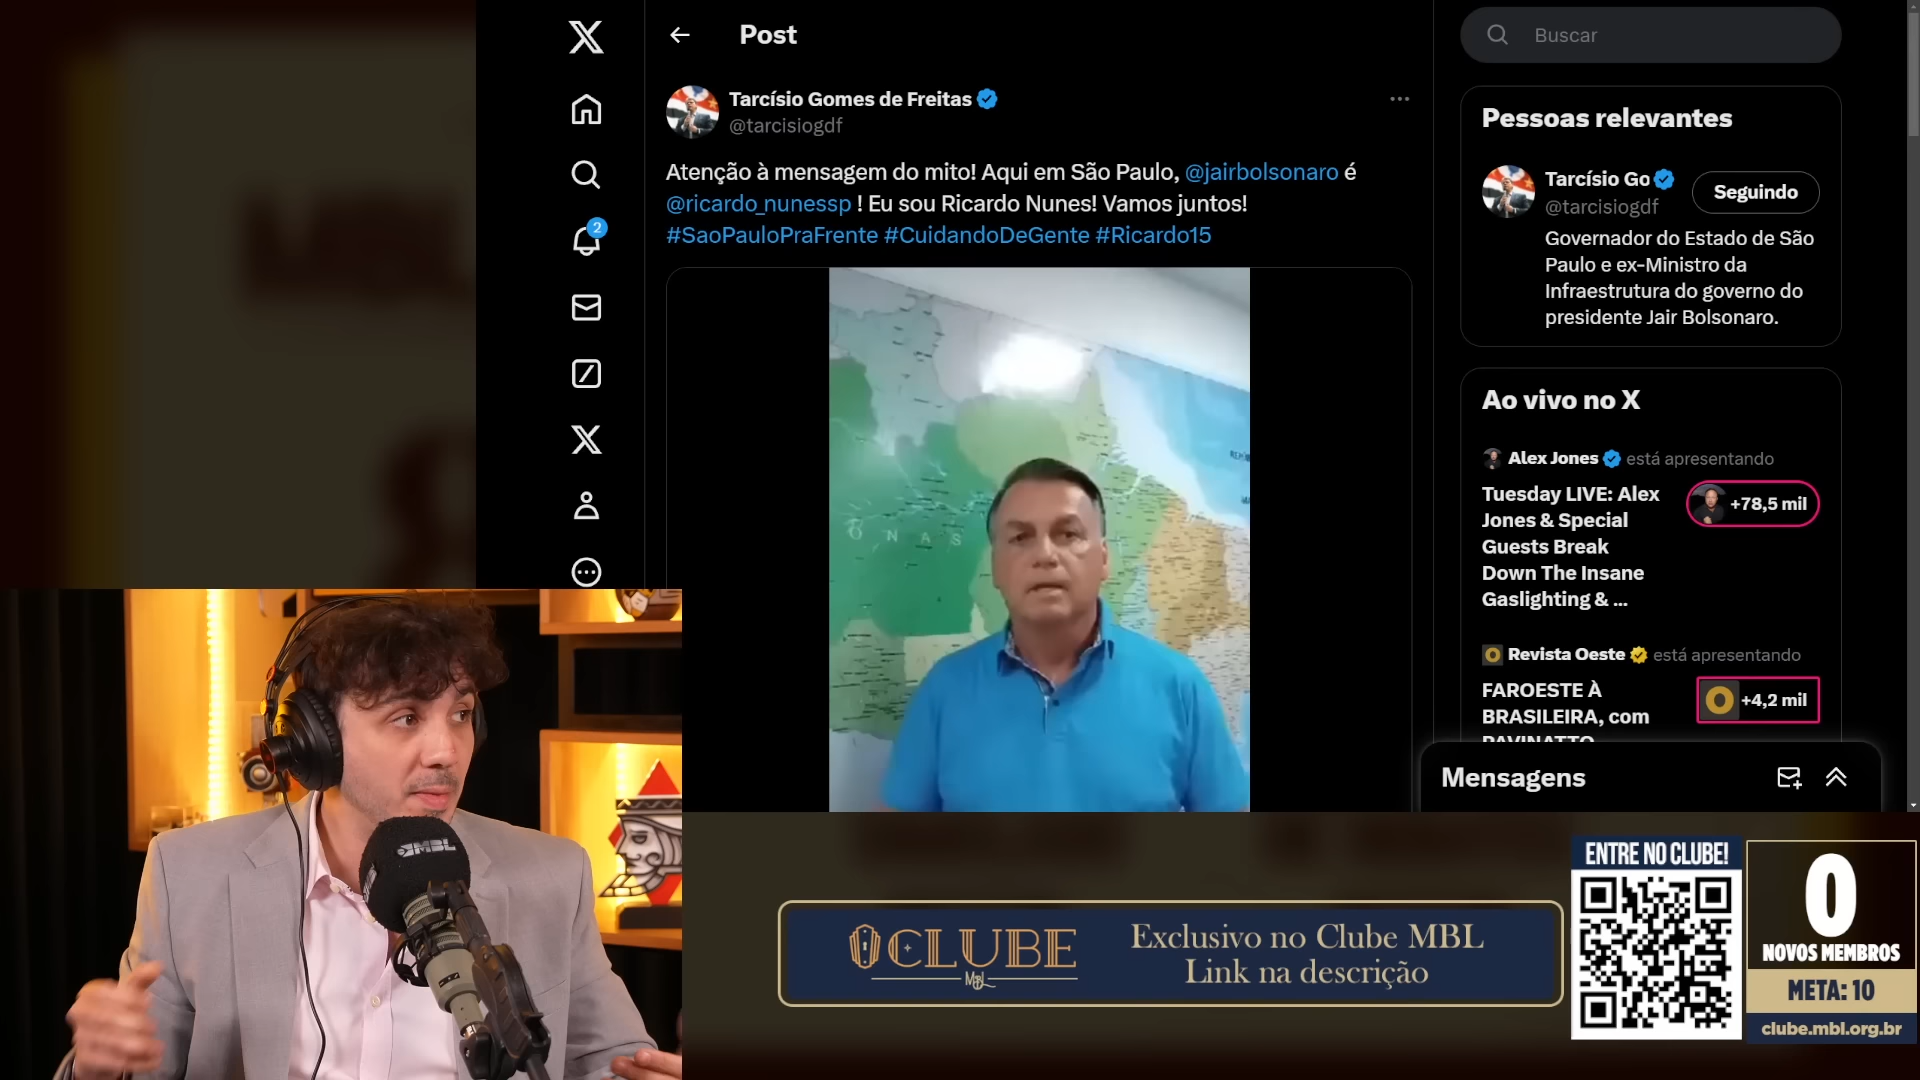 Post
Buscar
Tarcísio Gomes de Freitas
@tarcisiogdf
Atenção à mensagem do mito! Aqui em São Paulo, @jairbolsonaro é
@ricardo_nunessp ! Eu sou Ricardo Nunes! Vamos juntos!
#SaoPauloPraFrente #CuidandoDeGente #Ricardo15
2
O N A S
Pessoas relevantes
Tarcísio Go
@tarcisiogdf
Seguindo
Governador do Estado de São
Paulo e ex-Ministro da
Infraestrutura do governo do
presidente Jair Bolsonaro.
Ao vivo no X
Alex Jones está apresentando
Tuesday LIVE: Alex
Jones & Special
Guests Break
Down The Insane
Gaslighting & ...
+78,5 mil
Revista Oeste está apresentando
FAROESTE À
BRASILEIRA, com
PAVINATTO
+4,2 mil
Mensagens
MBL
CLUBE
MBL
Exclusivo no Clube MBL
Link na descrição
ENTRE NO CLUBE!
0
NOVOS MEMBROS
META: 10
clube.mbl.org.br